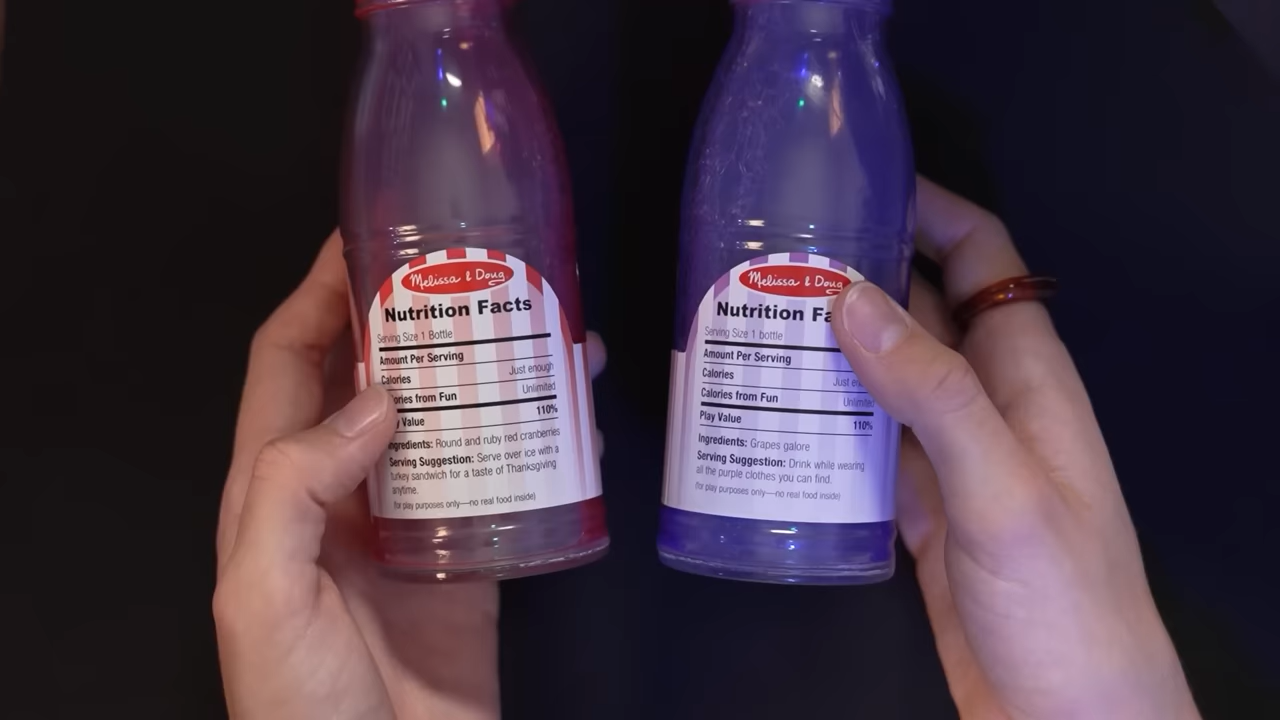 Melissa & Doug
Nutrition Facts
Serving Size 1 Bottle
Amount Per Serving
Calories Just enough
ories from Fun Unlimited
y Value 110%
ngredients: Round and ruby red cranberries
Serving Suggestion: Serve over ice with a
turkey sandwich for a taste of Thanksgiving
anytime.
(for play purposes only—no real food inside)
Melissa & Doug
Nutrition Fa
Serving Size 1 bottle
Amount Per Serving
Calories Just en
Calories from Fun Unlimited
Play Value 110%
Ingredients: Grapes galore
Serving Suggestion: Drink while wearing
all the purple clothes you can find.
(for play purposes only—no real food inside)